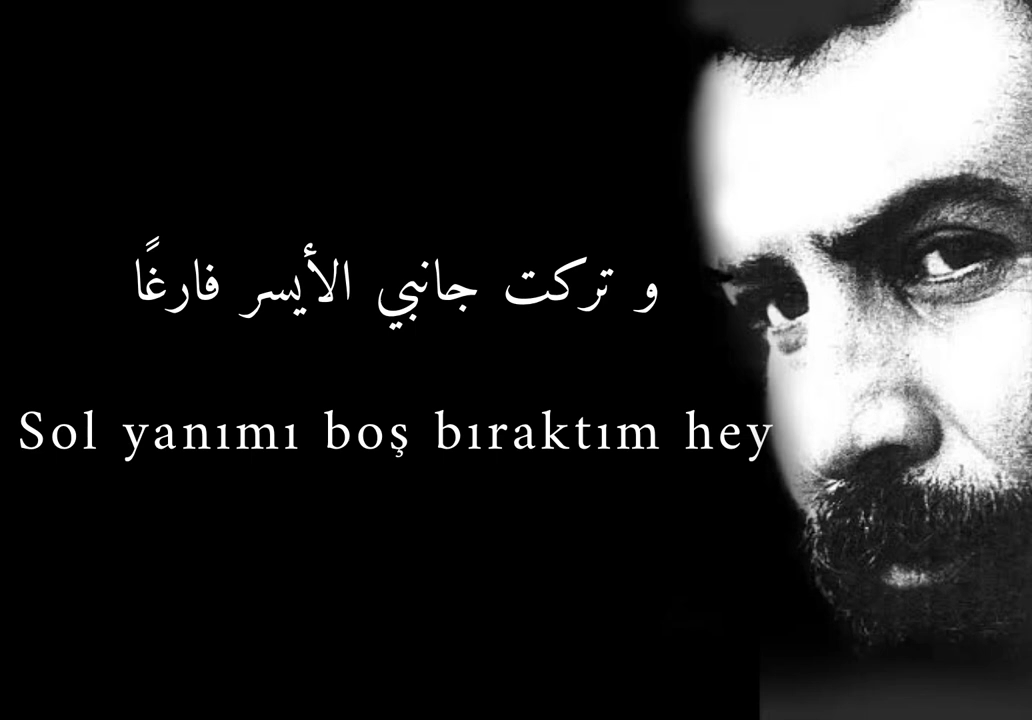 و تركت جانبي الأيسر فارغًا
Sol yanımı boş bıraktım hey